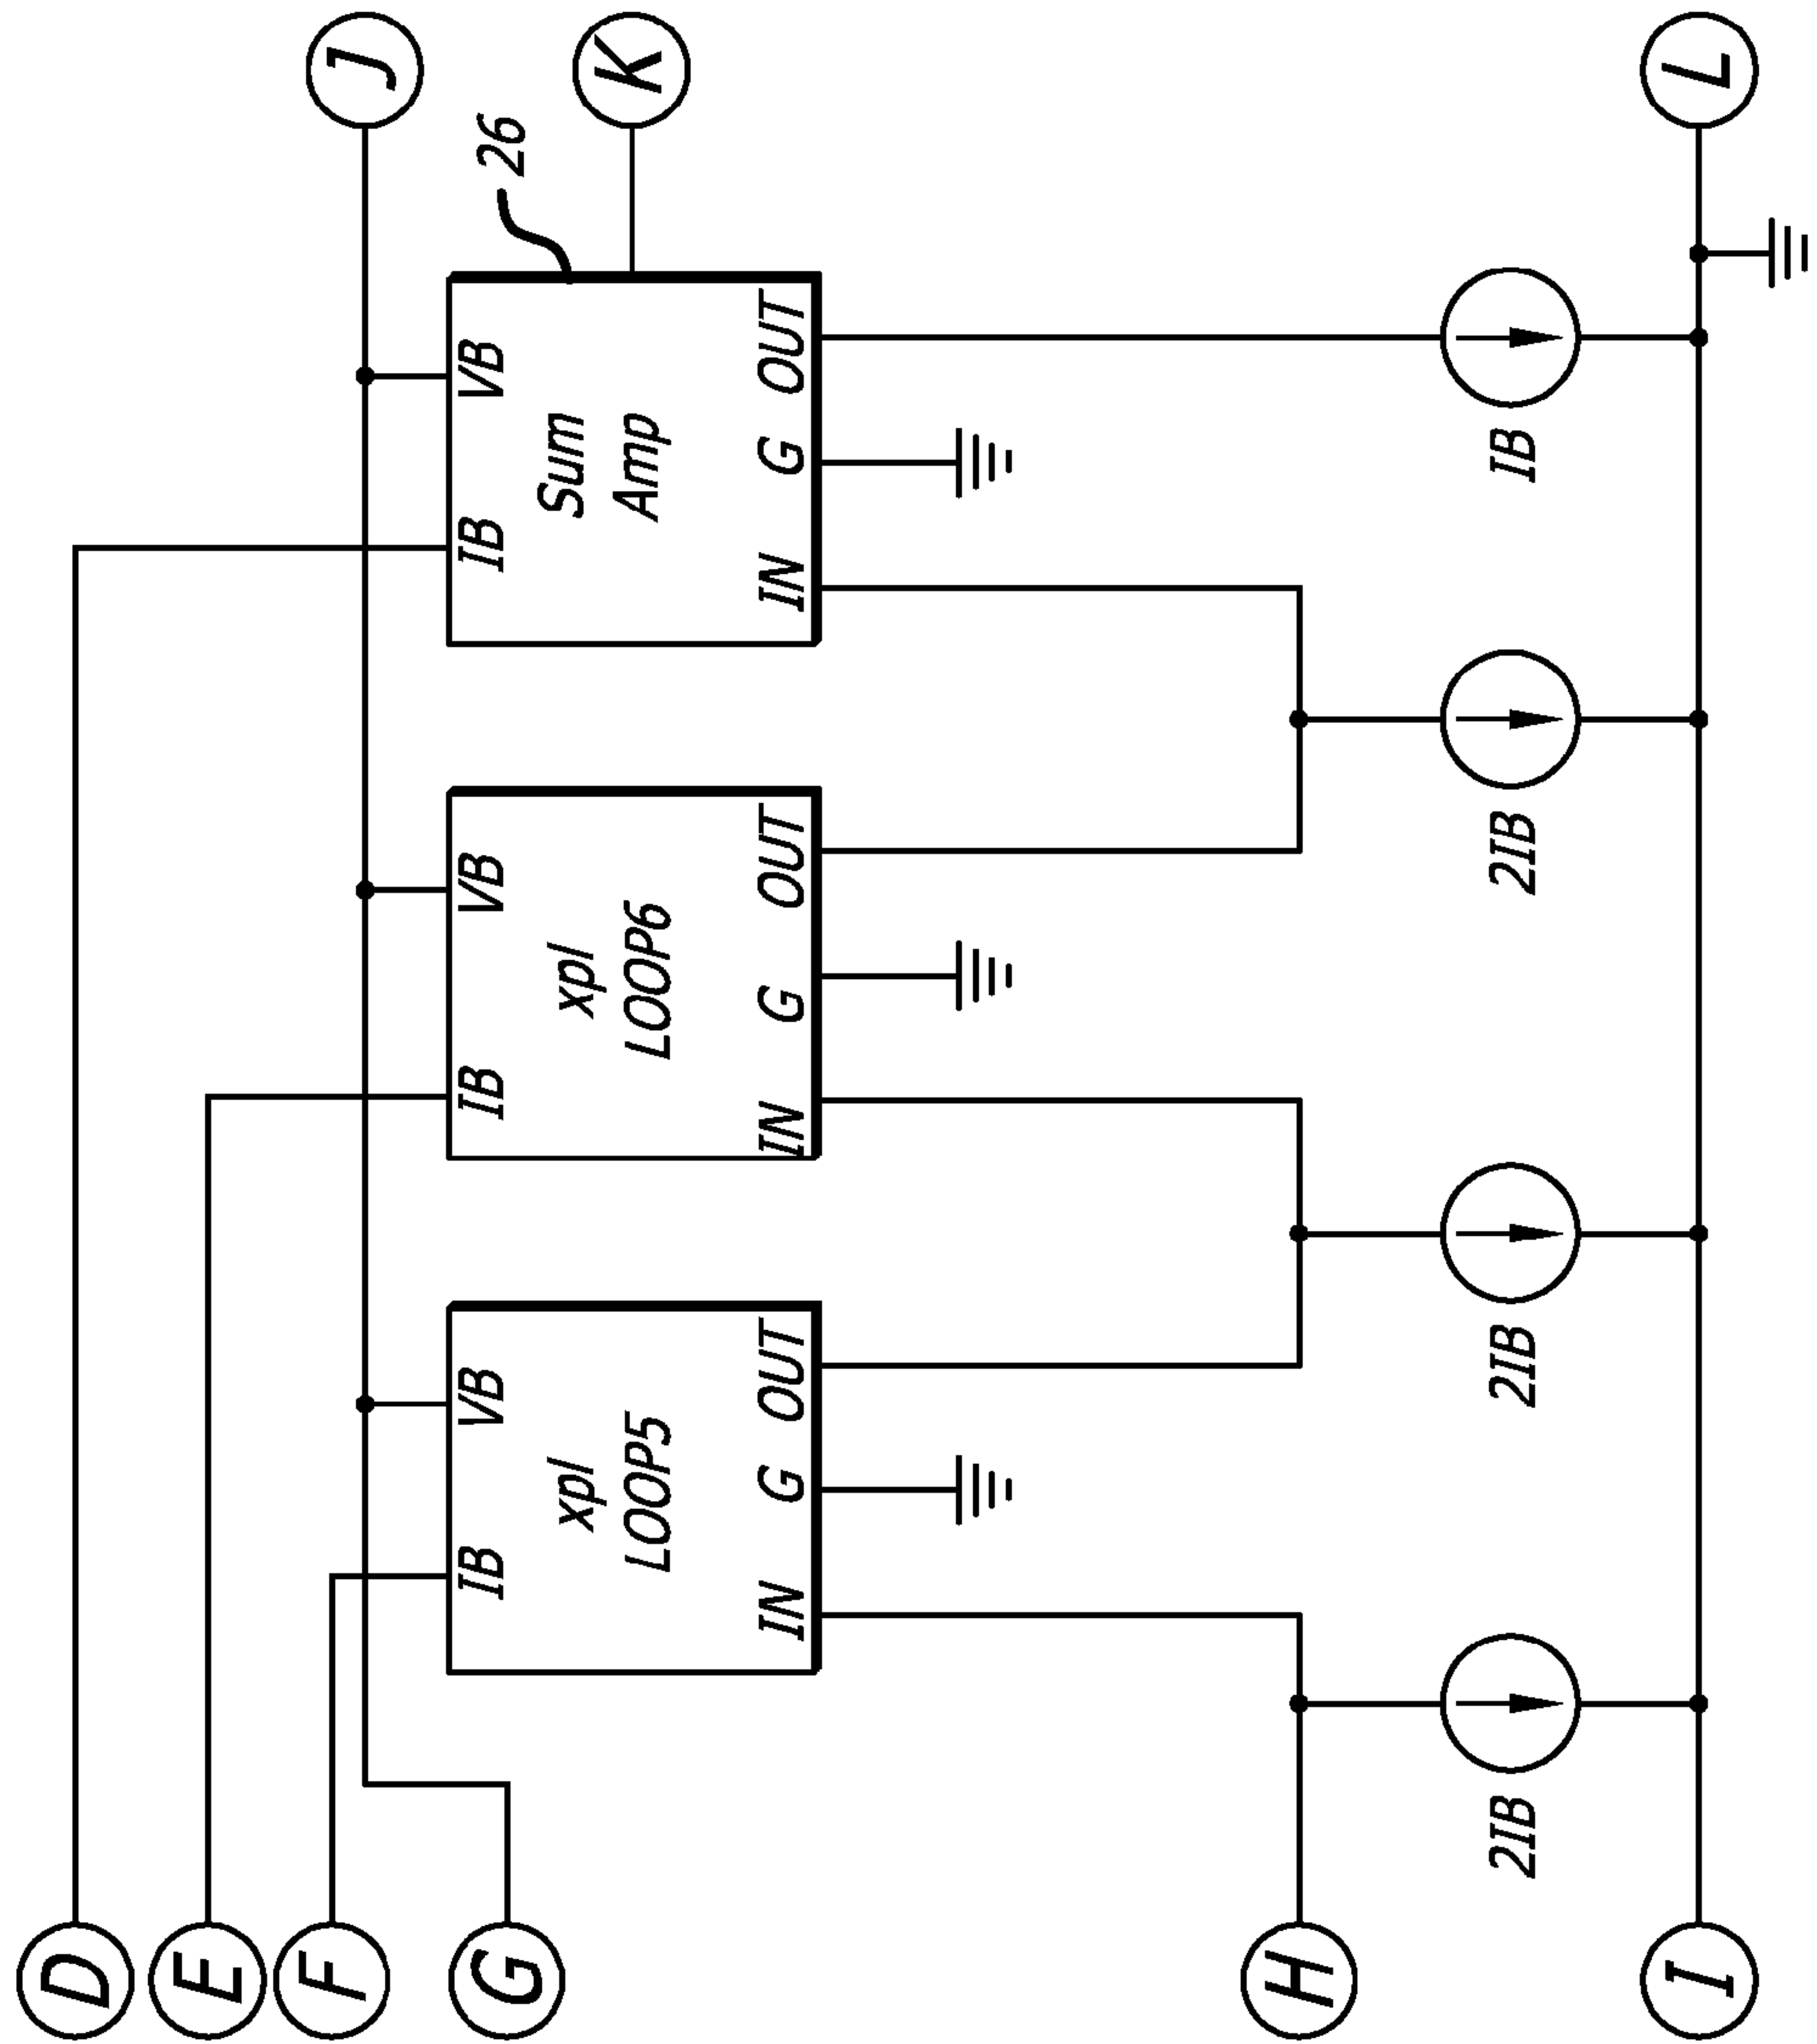 D
E
F
G
H
I
J
K
L
26
IB
VB
xpl
LOOP5
IN
G
OUT
IB
VB
xpl
LOOP6
IN
G
OUT
IB
VB
Sum
Amp
IN
G
OUT
2IB
2IB
2IB
IB